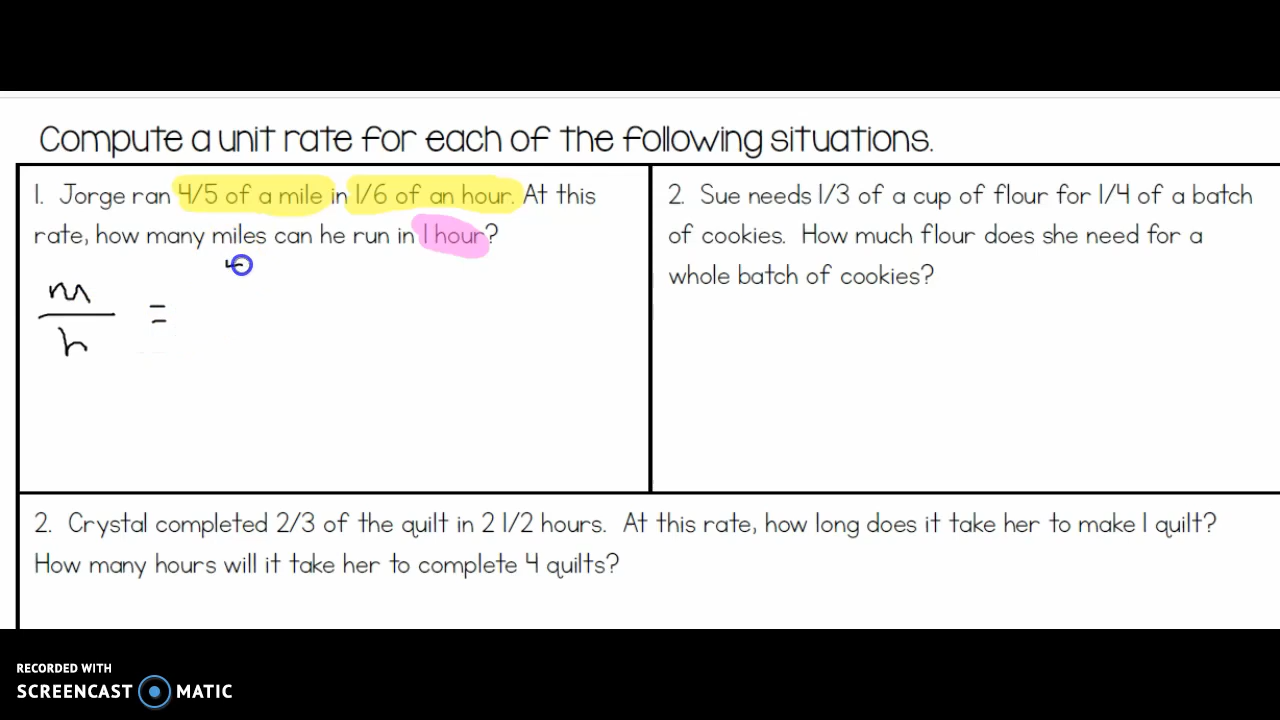 Compute a unit rate for each of the following situations.
1. Jorge ran 4/5 of a mile in 1/6 of an hour. At this
rate, how many miles can he run in 1 hour?
m
h
=
2. Sue needs 1/3 of a cup of flour for 1/4 of a batch
of cookies. How much flour does she need for a
whole batch of cookies?
2. Crystal completed 2/3 of the quilt in 2 1/2 hours. At this rate, how long does it take her to make 1 quilt?
How many hours will it take her to complete 4 quilts?
RECORDED WITH
SCREENCAST MATIC